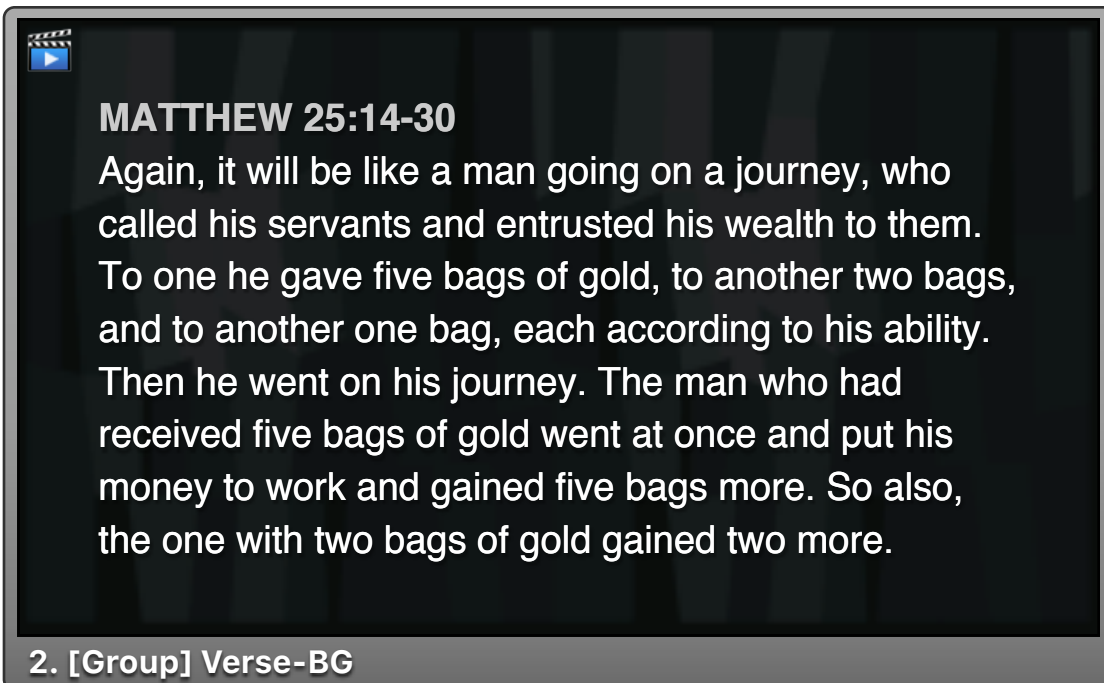 MATTHEW 25:14-30
Again, it will be like a man going on a journey, who
called his servants and entrusted his wealth to them.
To one he gave five bags of gold, to another two bags,
and to another one bag, each according to his ability.
Then he went on his journey. The man who had
received five bags of gold went at once and put his
money to work and gained five bags more. So also,
the one with two bags of gold gained two more.
2. [Group] Verse-BG